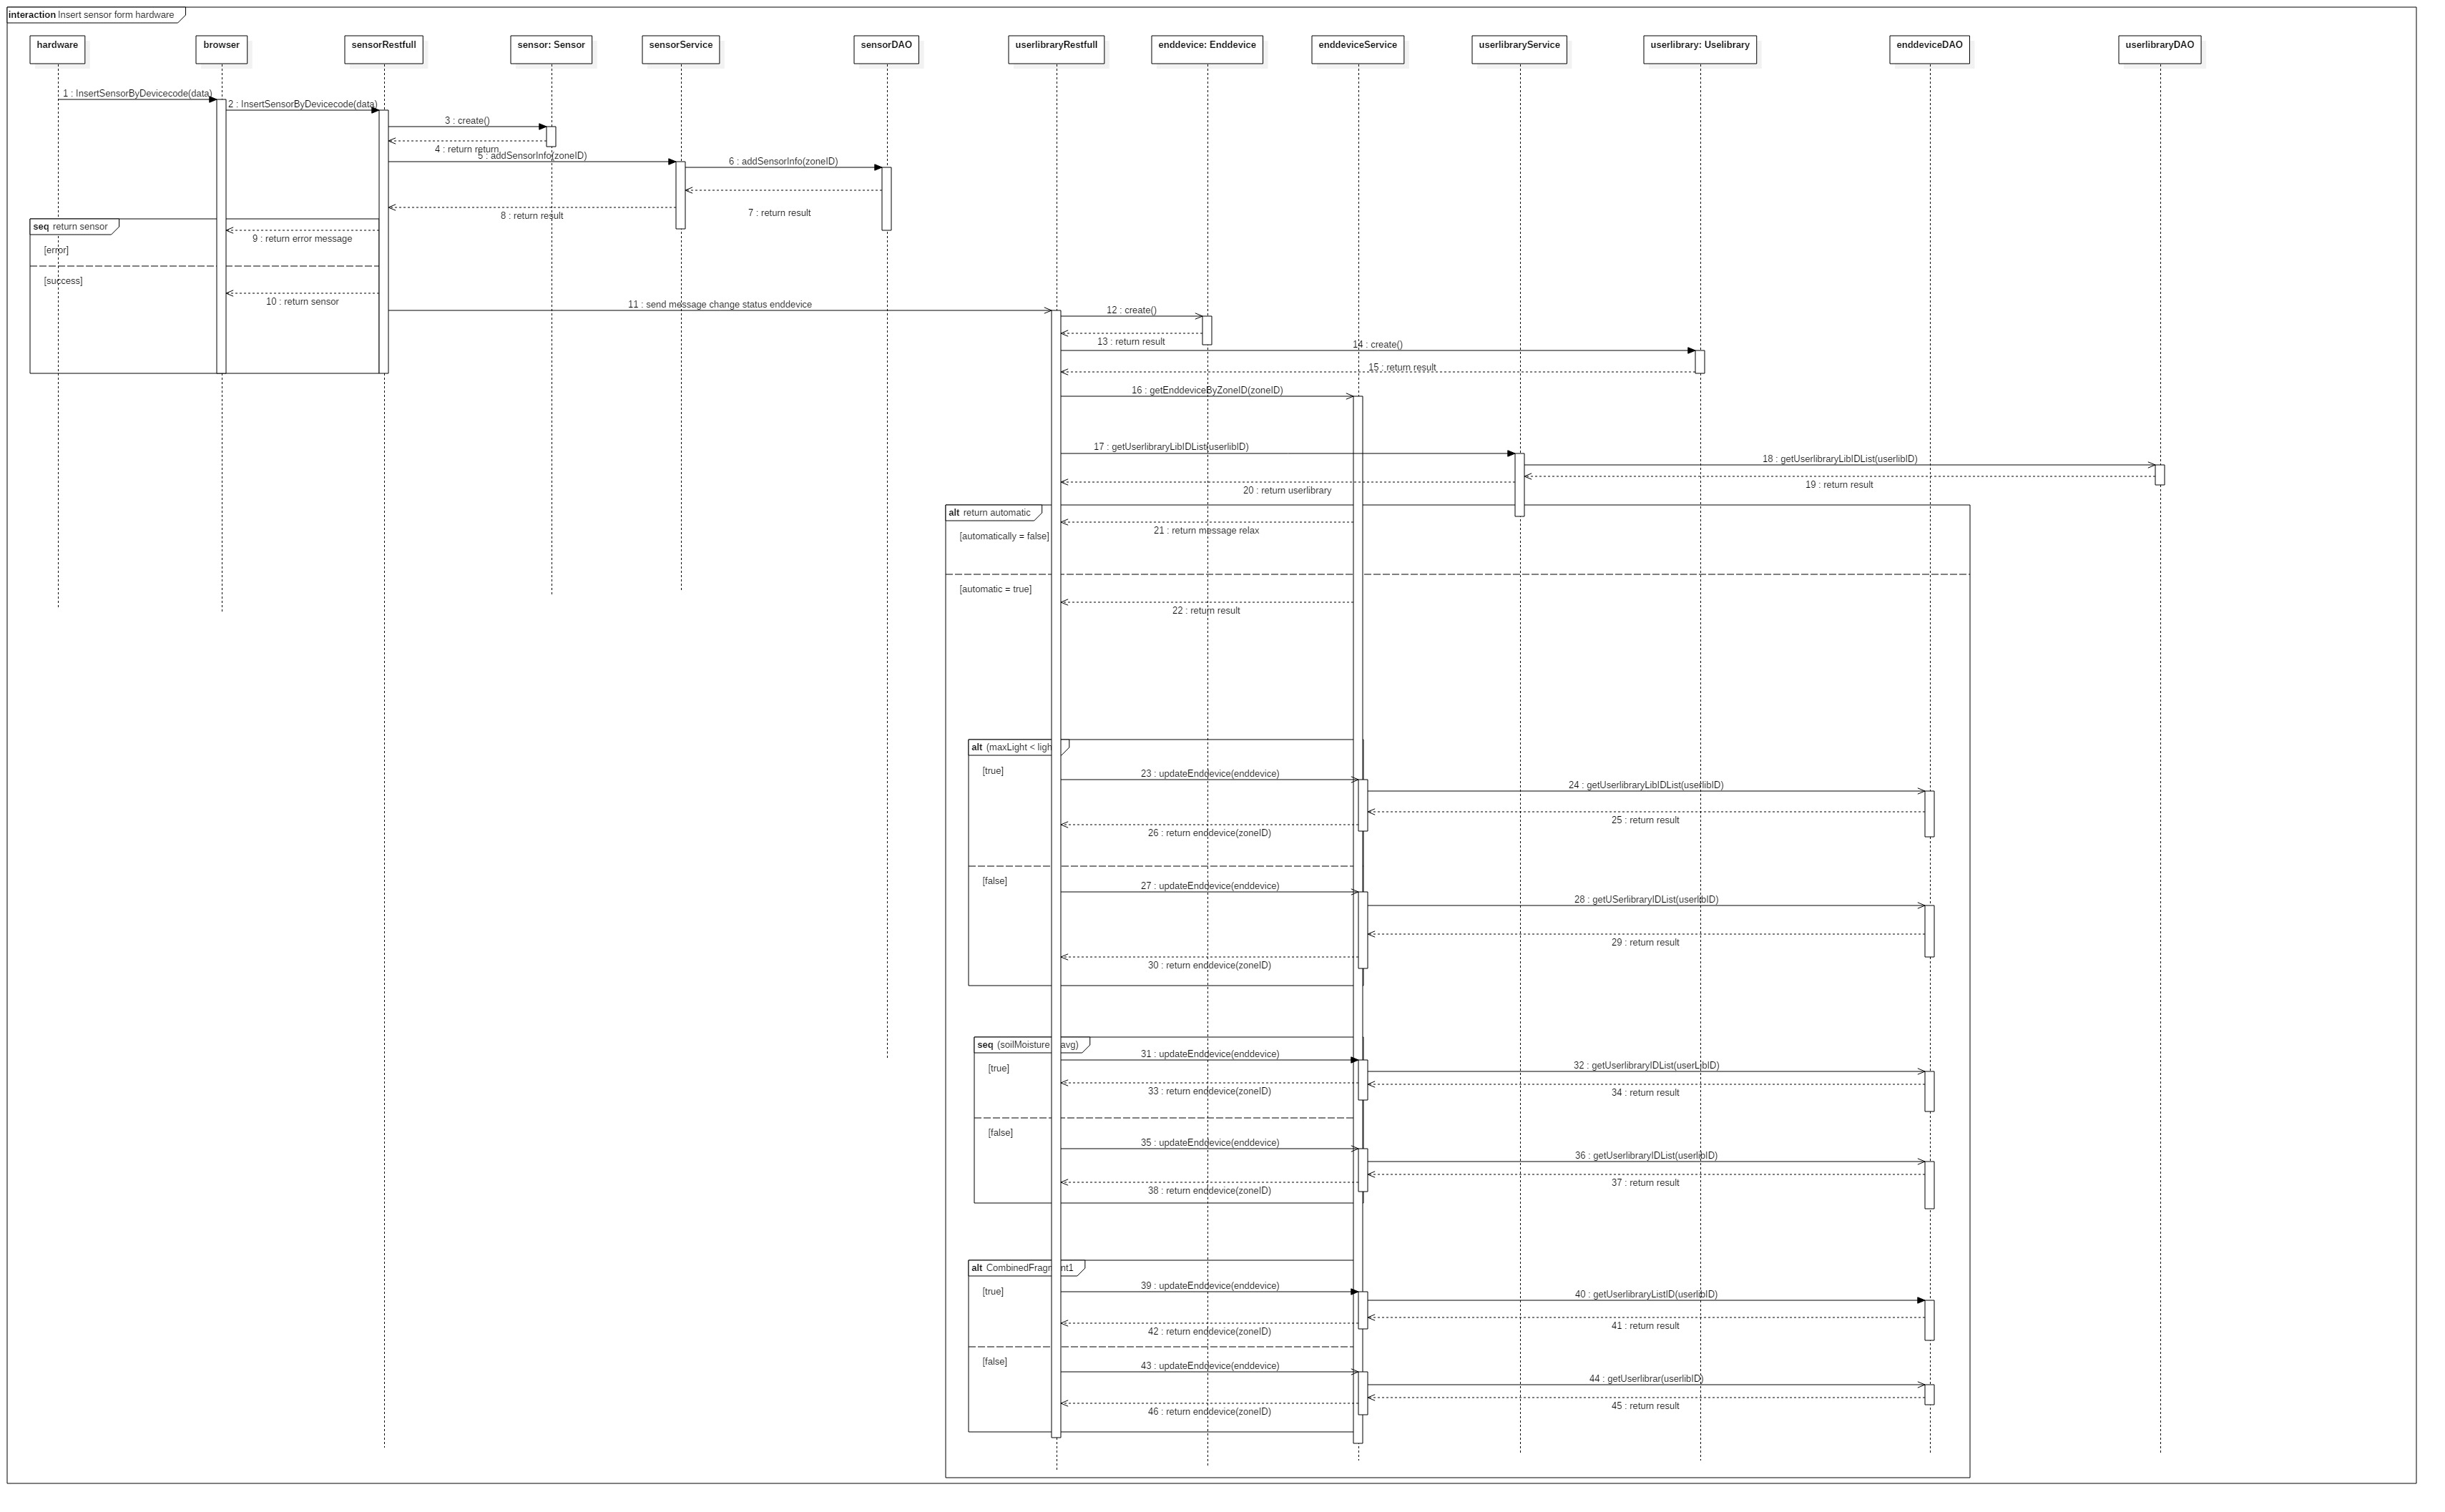 interaction Insert sensor form hardware
hardware
browser
sensorRestfull
sensor: Sensor
sensorService
sensorDAO
userlibraryRestfull
enddevice: Enddevice
enddeviceService
userlibraryService
userlibrary: Uselibrary
enddeviceDAO
userlibraryDAO
1 : InsertSensorByDevicecode(data)
2 : InsertSensorByDevicecode(data)
3 : create()
4 : return return
5 : addSensorInfo(zoneID)
6 : addSensorInfo(zoneID)
7 : return result
8 : return result
seq return sensor
9 : return error message
[error]
[success]
10 : return sensor
11 : send message change status enddevice
12 : create()
13 : return result
14 : create()
15 : return result
16 : getEnddeviceByZoneID(zoneID)
17 : getUserlibraryLibIDList(userlibID)
18 : getUserlibraryLibIDList(userlibID)
19 : return result
20 : return userlibrary
alt return automatic
21 : return message relax
[automatically = false]
[automatic = true]
22 : return result
alt (maxLight < ligh
[true]
23 : updateEnddevice(enddevice)
24 : getUserlibraryLibIDList(userlibID)
25 : return result
26 : return enddevice(zoneID)
[false]
27 : updateEnddevice(enddevice)
28 : getUSerlibraryIDList(userlibID)
29 : return result
30 : return enddevice(zoneID)
seq (soilMoisture avg)
31 : updateEnddevice(enddevice)
[true]
32 : getUserlibraryIDList(userLibID)
33 : return enddevice(zoneID)
34 : return result
[false]
35 : updateEnddevice(enddevice)
36 : getUserlibraryIDList(userlibID)
37 : return result
38 : return enddevice(zoneID)
alt CombinedFragment1
[true]
39 : updateEnddevice(enddevice)
40 : getUserlibraryListID(userlibID)
41 : return result
42 : return enddevice(zoneID)
[false]
43 : updateEnddevice(enddevice)
44 : getUserlibrar(userlibID)
45 : return result
46 : return enddevice(zoneID)